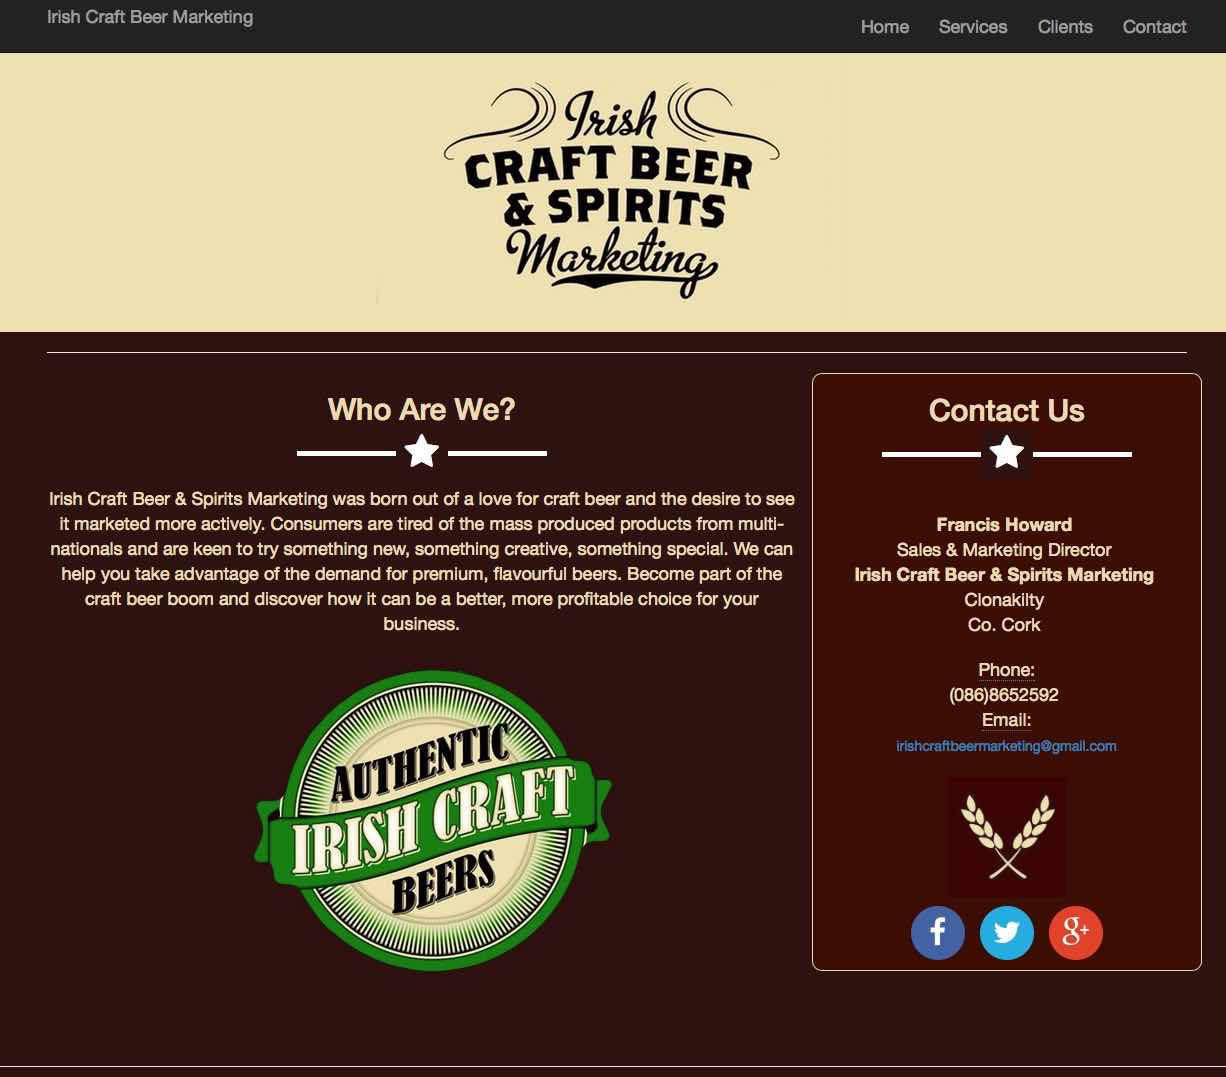 Irish Craft Beer Marketing
Home Services Clients Contact
Irish
CRAFT BEER
& SPIRITS
Marketing
Who Are We?
Irish Craft Beer & Spirits Marketing was born out of a love for craft beer and the desire to see
it marketed more actively. Consumers are tired of the mass produced products from multi-
nationals and are keen to try something new, something creative, something special. We can
help you take advantage of the demand for premium, flavourful beers. Become part of the
craft beer boom and discover how it can be a better, more profitable choice for your
business.
AUTHENTIC
IRISH CRAFT
BEERS
Contact Us
Francis Howard
Sales & Marketing Director
Irish Craft Beer & Spirits Marketing
Clonakilty
Co. Cork
Phone:
(086)8652592
Email:
irishcraftbeermarketing@gmail.com
f g+